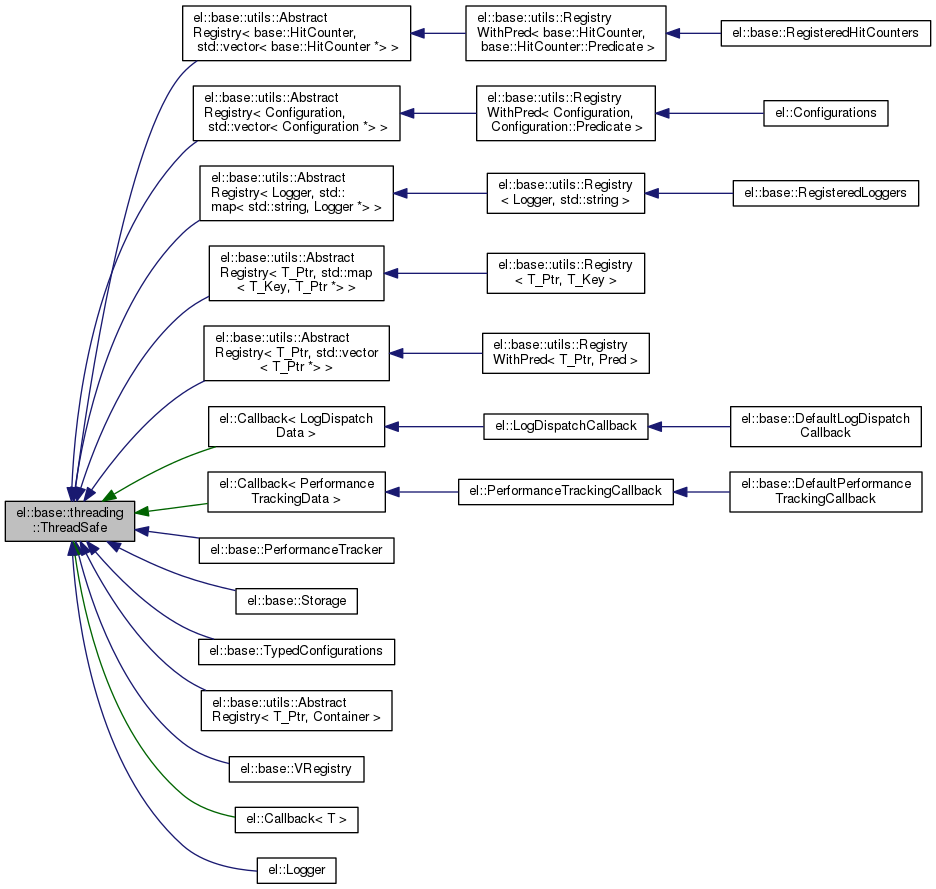 el::base::utils::Abstract
Registry< base::HitCounter,
std::vector< base::HitCounter *> >
el::base::utils::Registry
WithPred< base::HitCounter,
base::HitCounter::Predicate >
el::base::RegisteredHitCounters
el::base::utils::Abstract
Registry< Configuration,
std::vector< Configuration *> >
el::base::utils::Registry
WithPred< Configuration,
Configuration::Predicate >
el::Configurations
el::base::utils::Abstract
Registry< Logger, std::
map< std::string, Logger *> >
el::base::utils::Registry
< Logger, std::string >
el::base::RegisteredLoggers
el::base::utils::Abstract
Registry< T_Ptr, std::map
< T_Key, T_Ptr *> >
el::base::utils::Registry
< T_Ptr, T_Key >
el::base::utils::Abstract
Registry< T_Ptr, std::vector
< T_Ptr *> >
el::base::utils::Registry
WithPred< T_Ptr, Pred >
el::Callback< LogDispatch
Data >
el::LogDispatchCallback
el::base::DefaultLogDispatch
Callback
el::Callback< Performance
TrackingData >
el::PerformanceTrackingCallback
el::base::DefaultPerformance
TrackingCallback
el::base::threading
::ThreadSafe
el::base::PerformanceTracker
el::base::Storage
el::base::TypedConfigurations
el::base::utils::Abstract
Registry< T_Ptr, Container >
el::base::VRegistry
el::Callback< T >
el::Logger